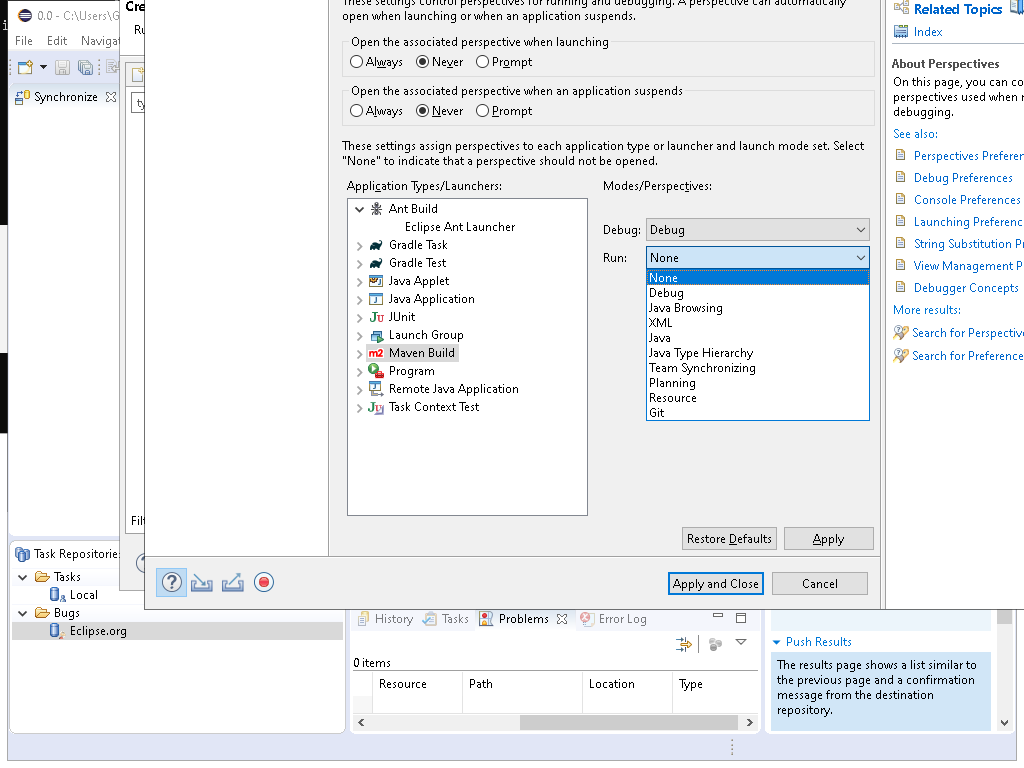 0.0 - C:\Users\G
File Edit Navigat
Synchronize
Cre
Ru
ty
Filt
These settings control perspectives for running and debugging. A perspective can automatically
open when launching or when an application suspends.
Open the associated perspective when launching
Always Never Prompt
Open the associated perspective when an application suspends
Always Never Prompt
These settings assign perspectives to each application type or launcher and launch mode set. Select
"None" to indicate that a perspective should not be opened.
Application Types/Launchers:
Ant Build
Eclipse Ant Launcher
Gradle Task
Gradle Test
Java Applet
Java Application
JUnit
Launch Group
m2 Maven Build
Program
Remote Java Application
Task Context Test
Modes/Perspectives:
Debug: Debug
Run: None
None
Debug
Java Browsing
XML
Java
Java Type Hierarchy
Team Synchronizing
Planning
Resource
Git
Restore Defaults Apply
Apply and Close Cancel
Related Topics
Index
About Perspectives
On this page, you can co
perspectives used when r
debugging.
See also:
Perspectives Preferen
Debug Preferences
Console Preferences
Launching Preferenc
String Substitution Pr
View Management P
Debugger Concepts
More results:
Search for Perspective
Search for Preference
Task Repositories
Tasks
Local
Bugs
Eclipse.org
History Tasks Problems Error Log
0 items
Resource Path Location Type
Push Results
The results page shows a list similar to
the previous page and a confirmation
message from the destination
repository.